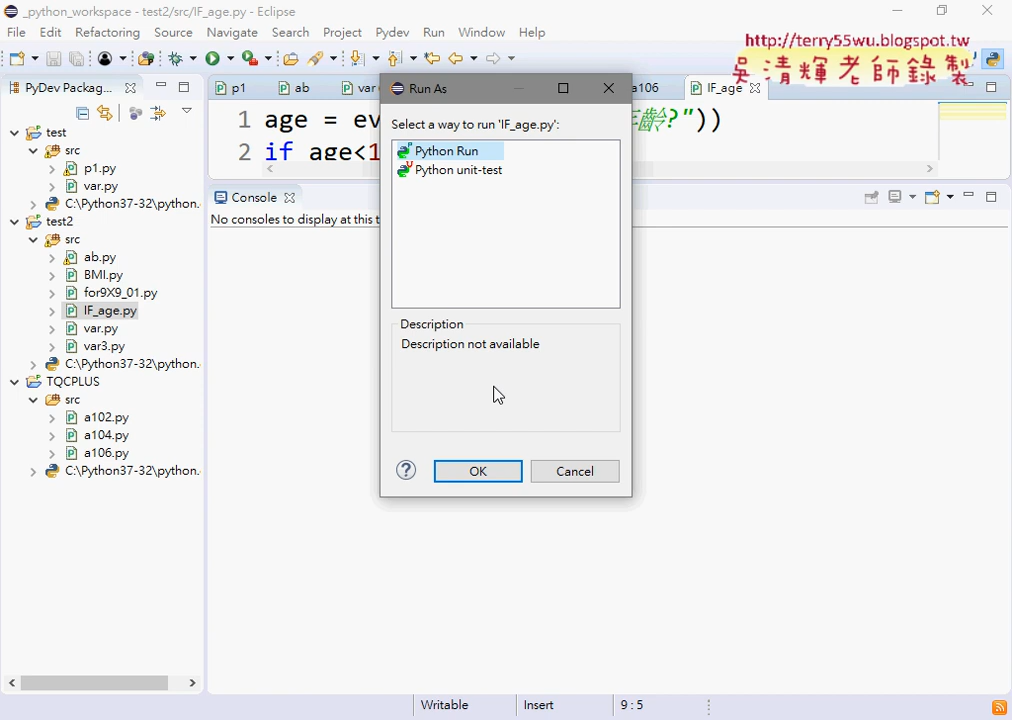 _python_workspace - test2/src/IF_age.py - Eclipse
File Edit Refactoring Source Navigate Search Project Pydev Run Window Help
http://terry55wu.blogspot.tw
吳清輝老師錄製
PyDev Packag...
p1
ab
var
a106
IF_age
Run As
Select a way to run 'IF_age.py':
Python Run
Python unit-test
Description
Description not available
OK
Cancel
1 age = ev
齡?"))
2 if age<1
Console
No consoles to display at this t
test
src
p1.py
var.py
C:\Python37-32\python.
test2
src
ab.py
BMI.py
for9X9_01.py
IF_age.py
var.py
var3.py
C:\Python37-32\python.
TQCPLUS
src
a102.py
a104.py
a106.py
C:\Python37-32\python.
Writable
Insert
9 : 5